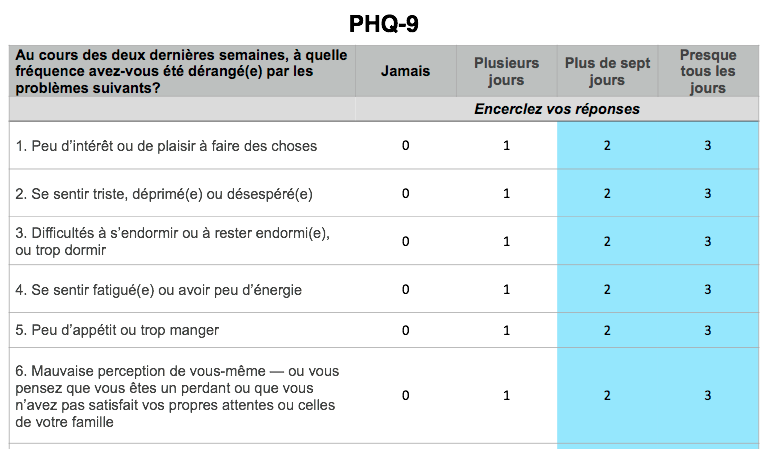 PHQ-9
Au cours des deux dernières semaines, à quelle
fréquence avez-vous été dérangé(e) par les
problèmes suivants?
Jamais
Plusieurs
jours
Plus de sept
jours
Presque
tous les
jours
Encerclez vos réponses
1. Peu d'intérêt ou de plaisir à faire des choses
0 1 2 3
2. Se sentir triste, déprimé(e) ou désespéré(e)
0 1 2 3
3. Difficultés à s'endormir ou à rester endormi(e),
ou trop dormir
0 1 2 3
4. Se sentir fatigué(e) ou avoir peu d'énergie
0 1 2 3
5. Peu d'appétit ou trop manger
0 1 2 3
6. Mauvaise perception de vous-même — ou vous
pensez que vous êtes un perdant ou que vous
n'avez pas satisfait vos propres attentes ou celles
de votre famille
0 1 2 3